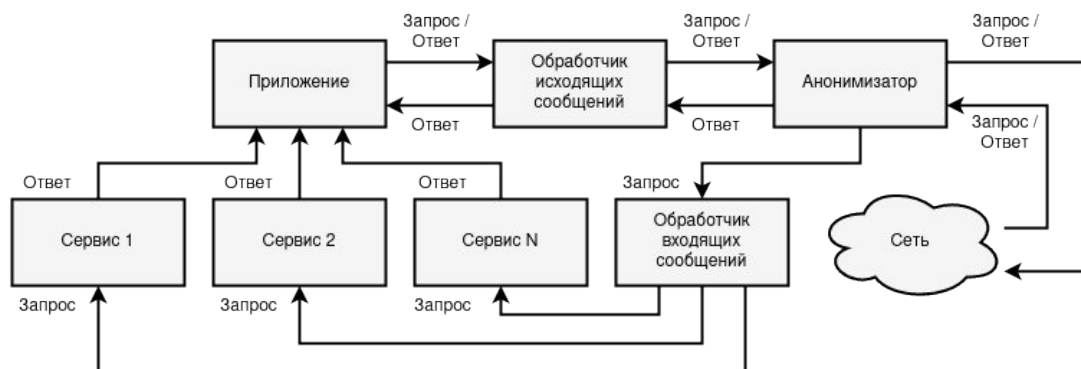 Запрос /
Ответ
Запрос /
Ответ
Запрос /
Ответ
Приложение
Обработчик
исходящих
сообщений
Анонимизатор
Ответ
Ответ
Запрос /
Ответ
Ответ
Ответ
Ответ
Запрос
Сервис 1
Сервис 2
Сервис N
Обработчик
входящих
сообщений
Сеть
Запрос
Запрос
Запрос